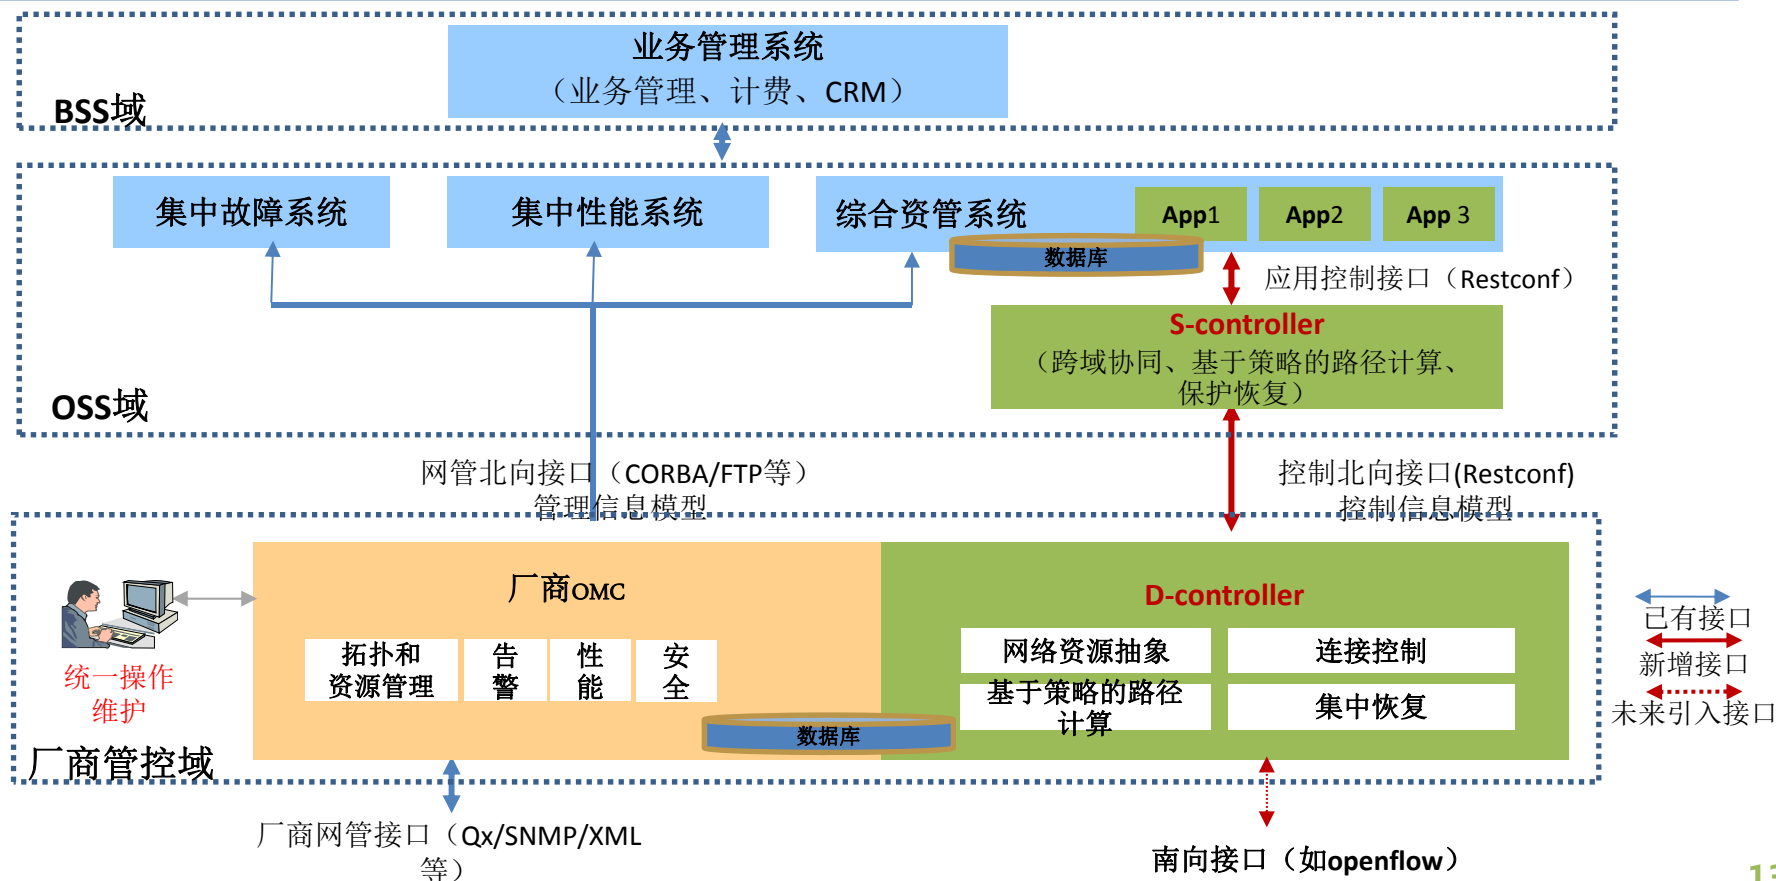 业务管理系统
（业务管理、计费、CRM）
BSS域
集中故障系统
集中性能系统
综合资管系统
App1
App2
App 3
数据库
应用控制接口（Restconf）
S-controller
（跨域协同、基于策略的路径计算、
保护恢复）
OSS域
网管北向接口（CORBA/FTP等）
管理信息模型
控制北向接口(Restconf)
控制信息模型
厂商OMC
D-controller
拓扑和
资源管理
告
警
性
能
安
全
网络资源抽象
连接控制
基于策略的路径
计算
集中恢复
数据库
统一操作
维护
厂商管控域
已有接口
新增接口
未来引入接口
厂商网管接口（Qx/SNMP/XML
等）
南向接口（如openflow）
13